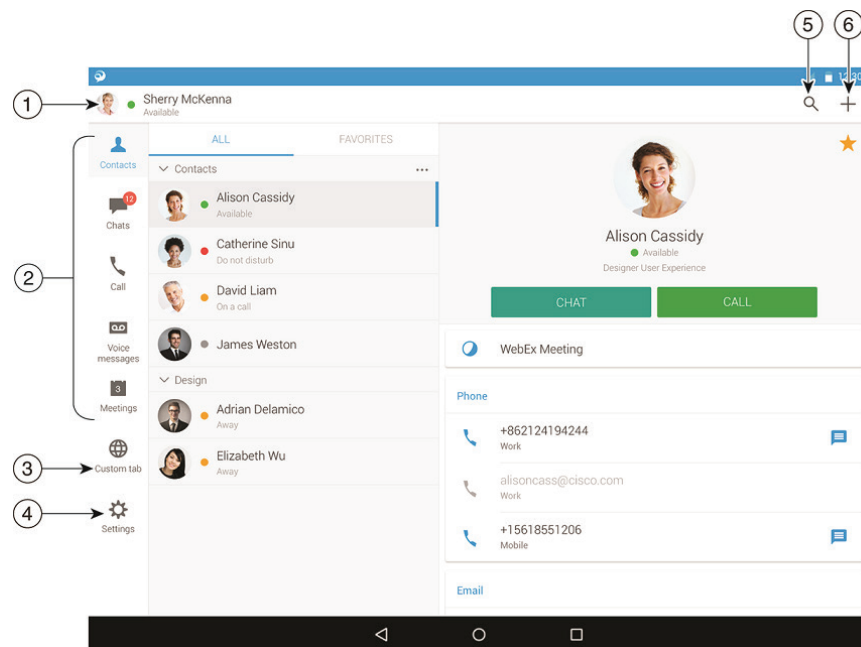 5
6
12:30
1
Sherry McKenna
Available
2
Contacts
12
Chats
Call
Voice
messages
3
Meetings
3
Custom tab
4
Settings
ALL
FAVORITES
Contacts
Alison Cassidy
Available
Catherine Sinu
Do not disturb
David Liam
On a call
James Weston
Design
Adrian Delamico
Away
Elizabeth Wu
Away
Alison Cassidy
Available
Designer User Experience
CHAT
CALL
WebEx Meeting
Phone
+862124194244
Work
alisoncass@cisco.com
Work
+15618551206
Mobile
Email